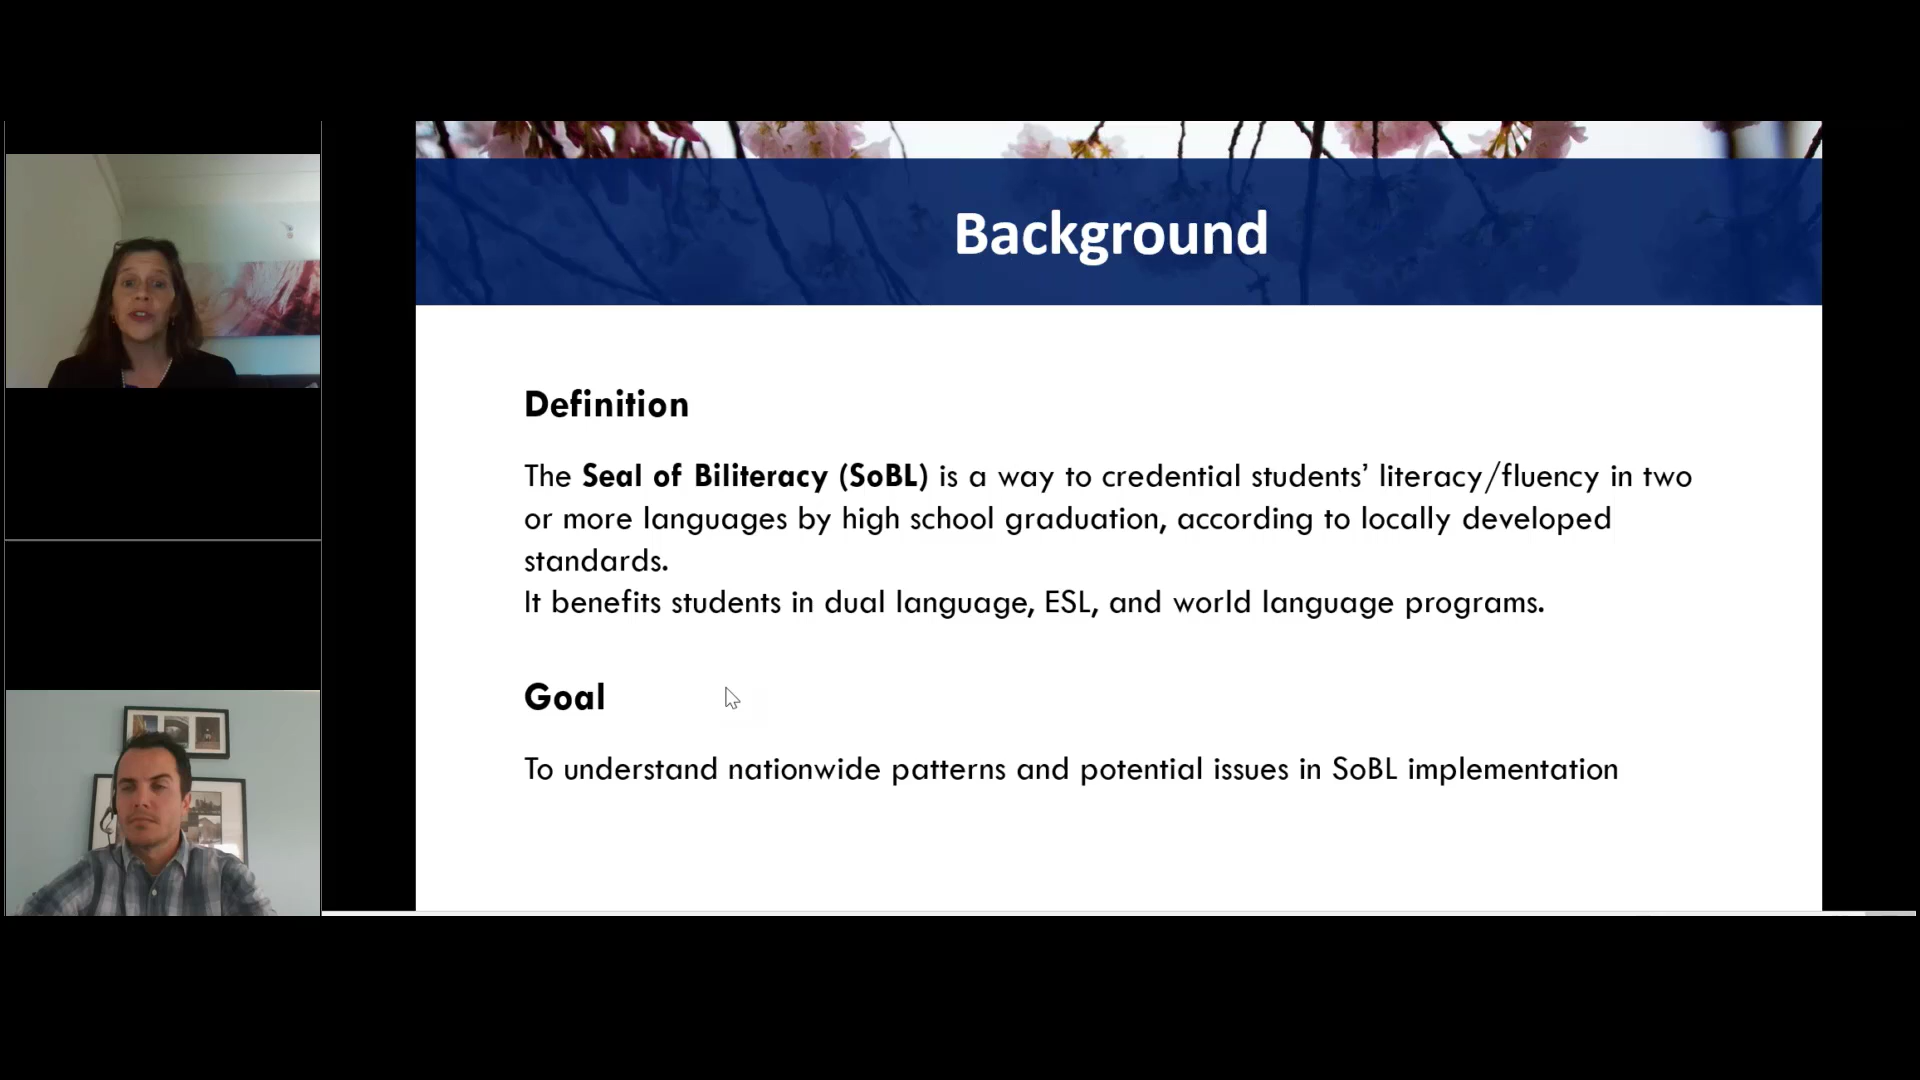 Background
Definition
The Seal of Biliteracy (SoBL) is a way to credential students’ literacy/fluency in two
or more languages by high school graduation, according to locally developed
standards.
It benefits students in dual language, ESL, and world language programs.
Goal
To understand nationwide patterns and potential issues in SoBL implementation